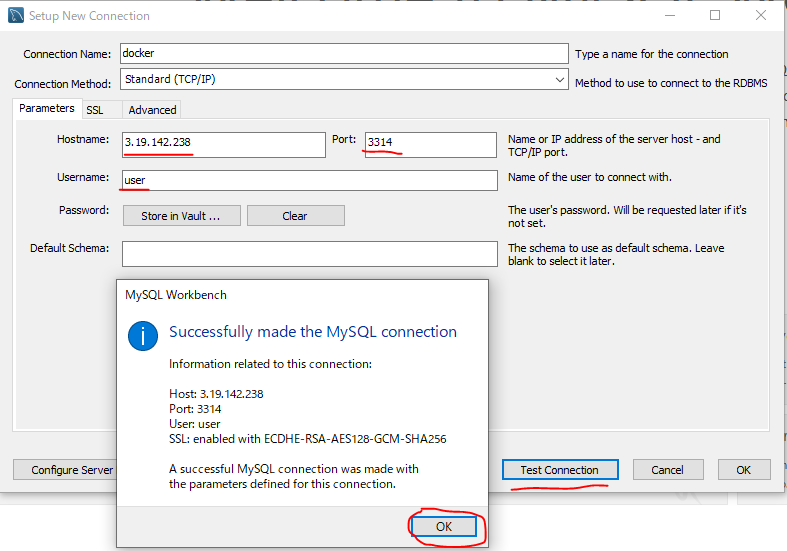 Setup New Connection
Connection Name: docker Type a name for the connection
Connection Method: Standard (TCP/IP) Method to use to connect to the RDBMS
Parameters SSL Advanced
Hostname: 3.19.142.238 Port: 3314 Name or IP address of the server host - and
TCP/IP port.
Username: user Name of the user to connect with.
Password: Store in Vault ... Clear The user's password. Will be requested later if it's
not set.
Default Schema: The schema to use as default schema. Leave
blank to select it later.
MySQL Workbench
Successfully made the MySQL connection
Information related to this connection:
Host: 3.19.142.238
Port: 3314
User: user
SSL: enabled with ECDHE-RSA-AES128-GCM-SHA256
A successful MySQL connection was made with
the parameters defined for this connection.
OK
Configure Server Test Connection Cancel OK